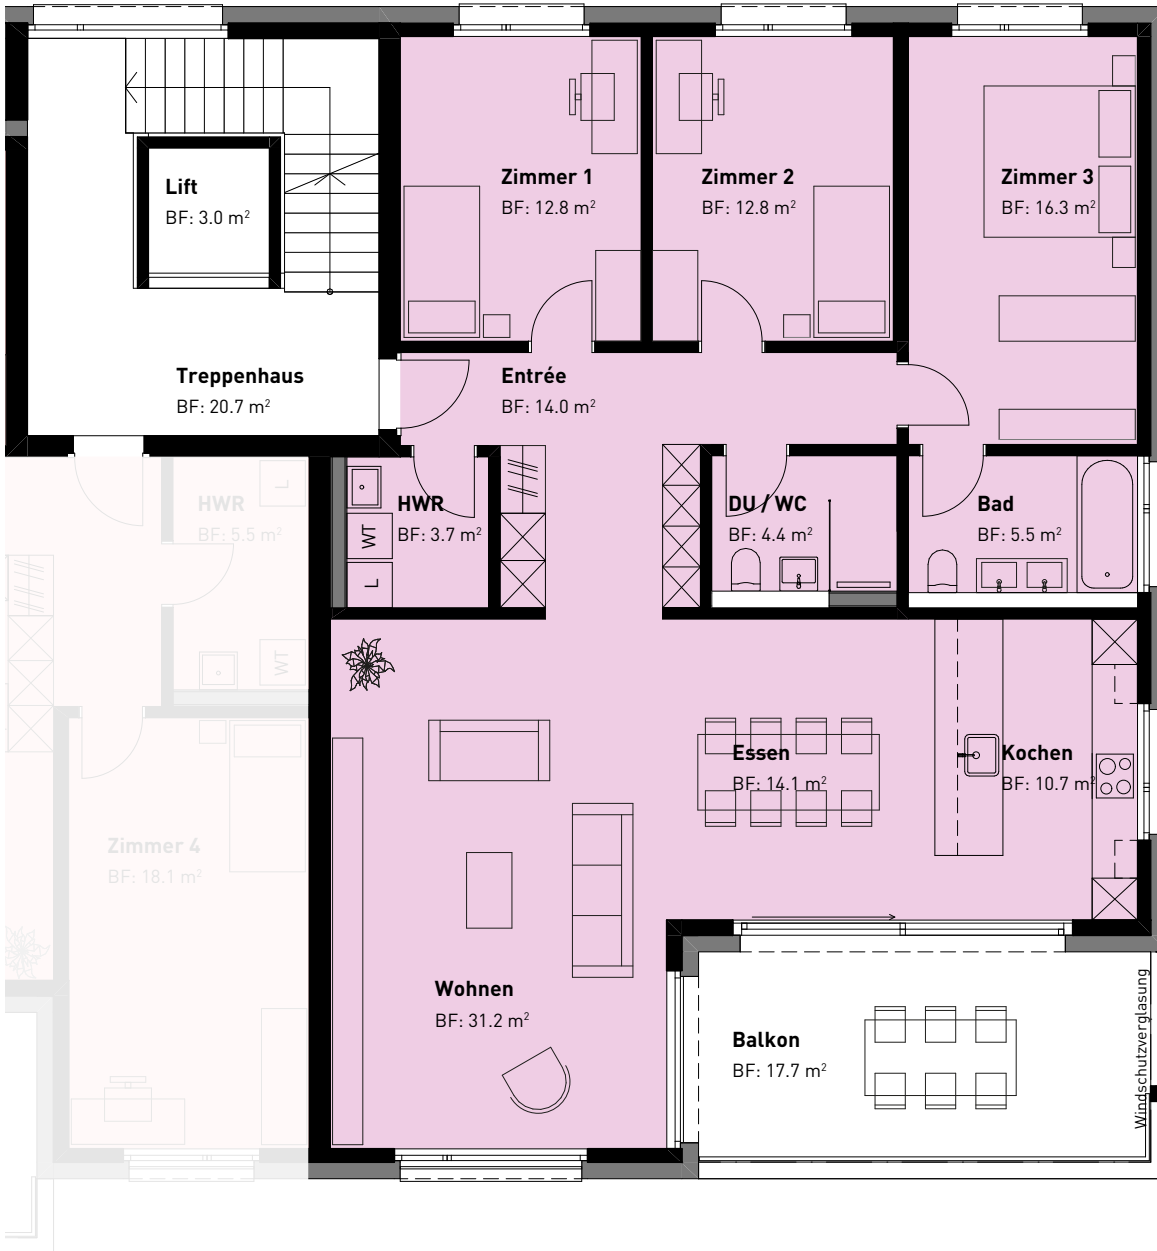 Lift
BF: 3.0 m²
Zimmer 1
BF: 12.8 m²
Zimmer 2
BF: 12.8 m²
Zimmer 3
BF: 16.3 m²
Treppenhaus
BF: 20.7 m²
Entrée
BF: 14.0 m²
HWR
BF: 5.5 m²
L
WT
HWR
BF: 3.7 m²
WT
L
DU / WC
BF: 4.4 m²
Bad
BF: 5.5 m²
Essen
BF: 14.1 m²
Kochen
BF: 10.7 m²
Zimmer 4
BF: 18.1 m²
Wohnen
BF: 31.2 m²
Balkon
BF: 17.7 m²
Windschutzverglasung